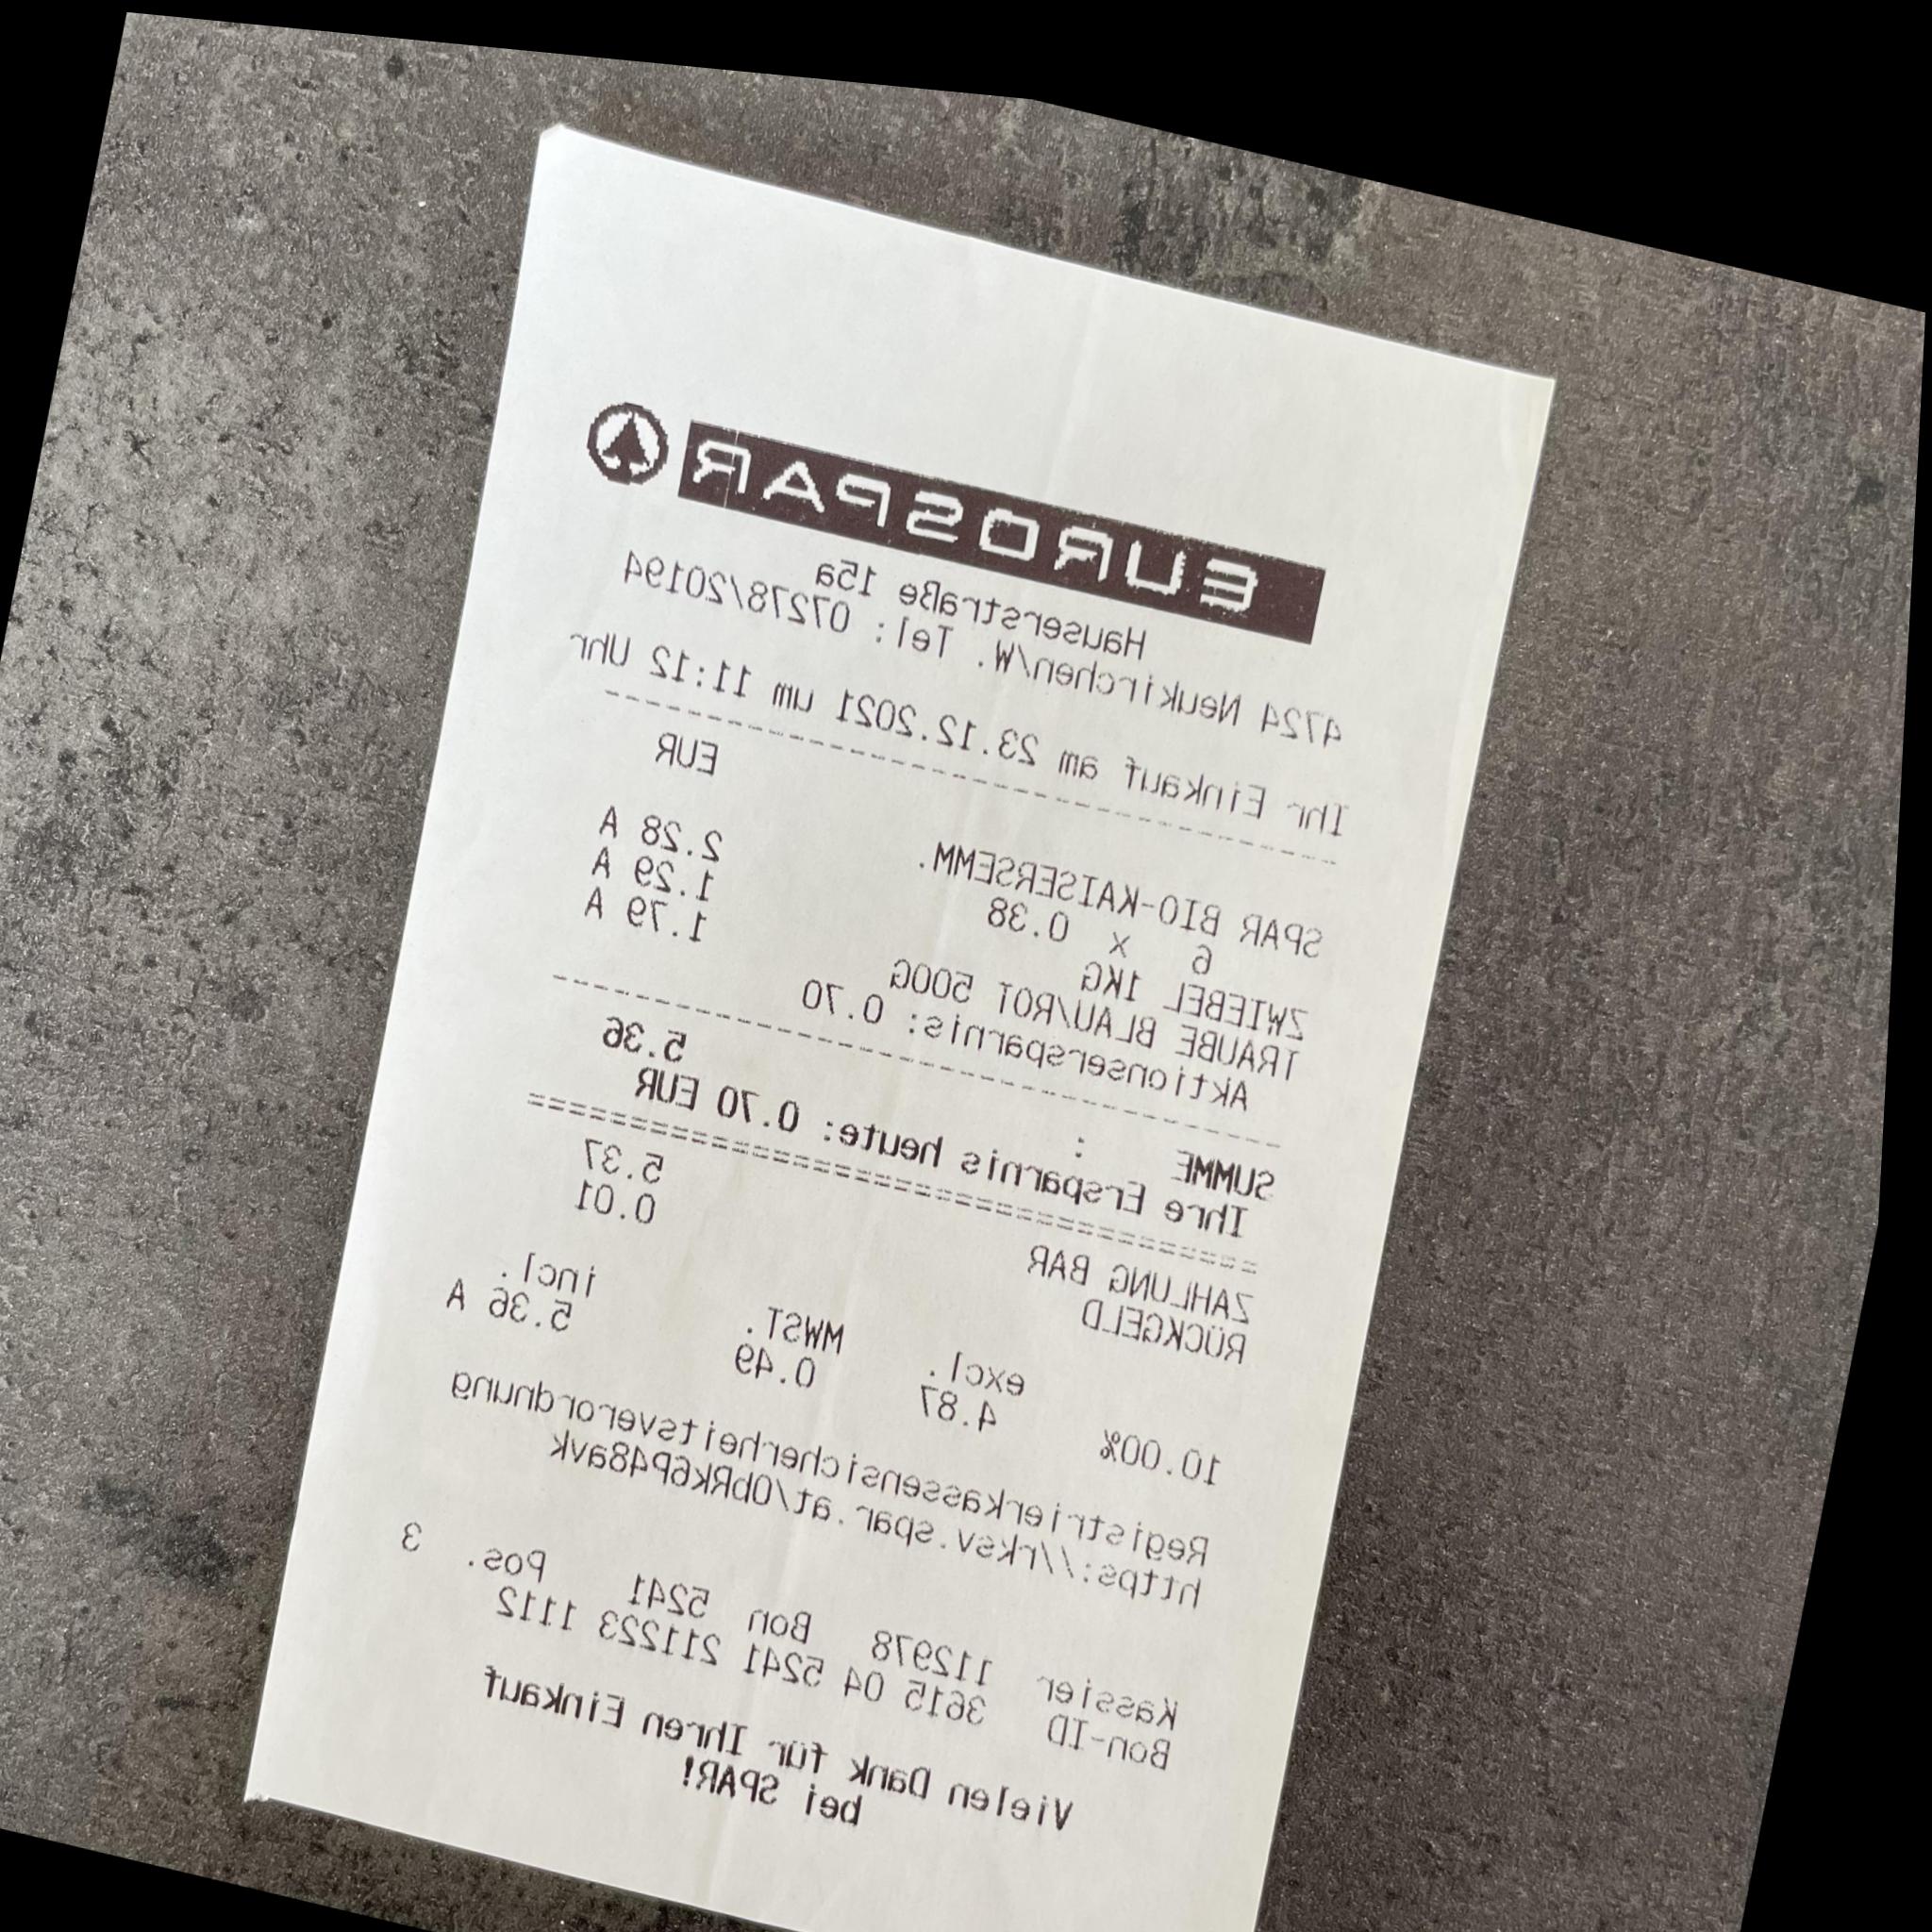 EUROSPAR
Hauserstraße 15a
4724 Neukirchen/W. Tel: 07278/20194
Ihr Einkauf am 23.12.2021 um 11:12 Uhr
EUR
SPAR BIO-KAISERSEMM.
6 x 0.38 2.28 A
ZWIEBEL 1KG 1.29 A
TRAUBE BLAU/ROT 500G 1.79 A
Aktionsersparnis: 0.70
SUMME : 5.36
Ihre Ersparnis heute: 0.70 EUR
ZAHLUNG BAR 5.37
RÜCKGELD 0.01
excl. MWST. incl.
10.00% 4.87 0.49 5.36 A
Registrierkassensicherheitsverordnung
https://rksv.spar.at/ObRk6P48avk
Kassier 112978 Bon 5241 Pos. 3
Bon-ID 3615 04 5241 211223 1112
Vielen Dank für Ihren Einkauf
bei SPAR!